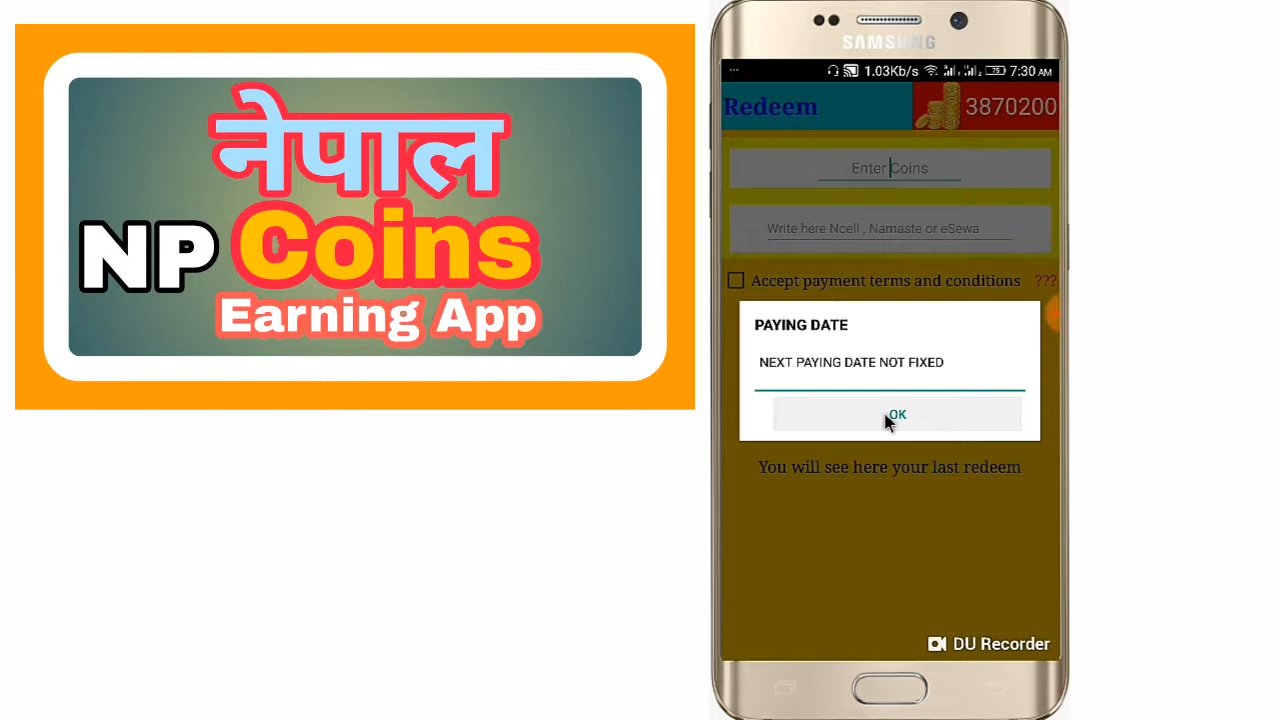 नेपाल
NP Coins
Earning App
SAMSUNG
... 1.03Kb/s 75 7:30 AM
Redeem 3870200
Enter Coins
Write here Ncell , Namaste or eSewa
Accept payment terms and conditions ???
PAYING DATE
NEXT PAYING DATE NOT FIXED
OK
You will see here your last redeem
DU Recorder